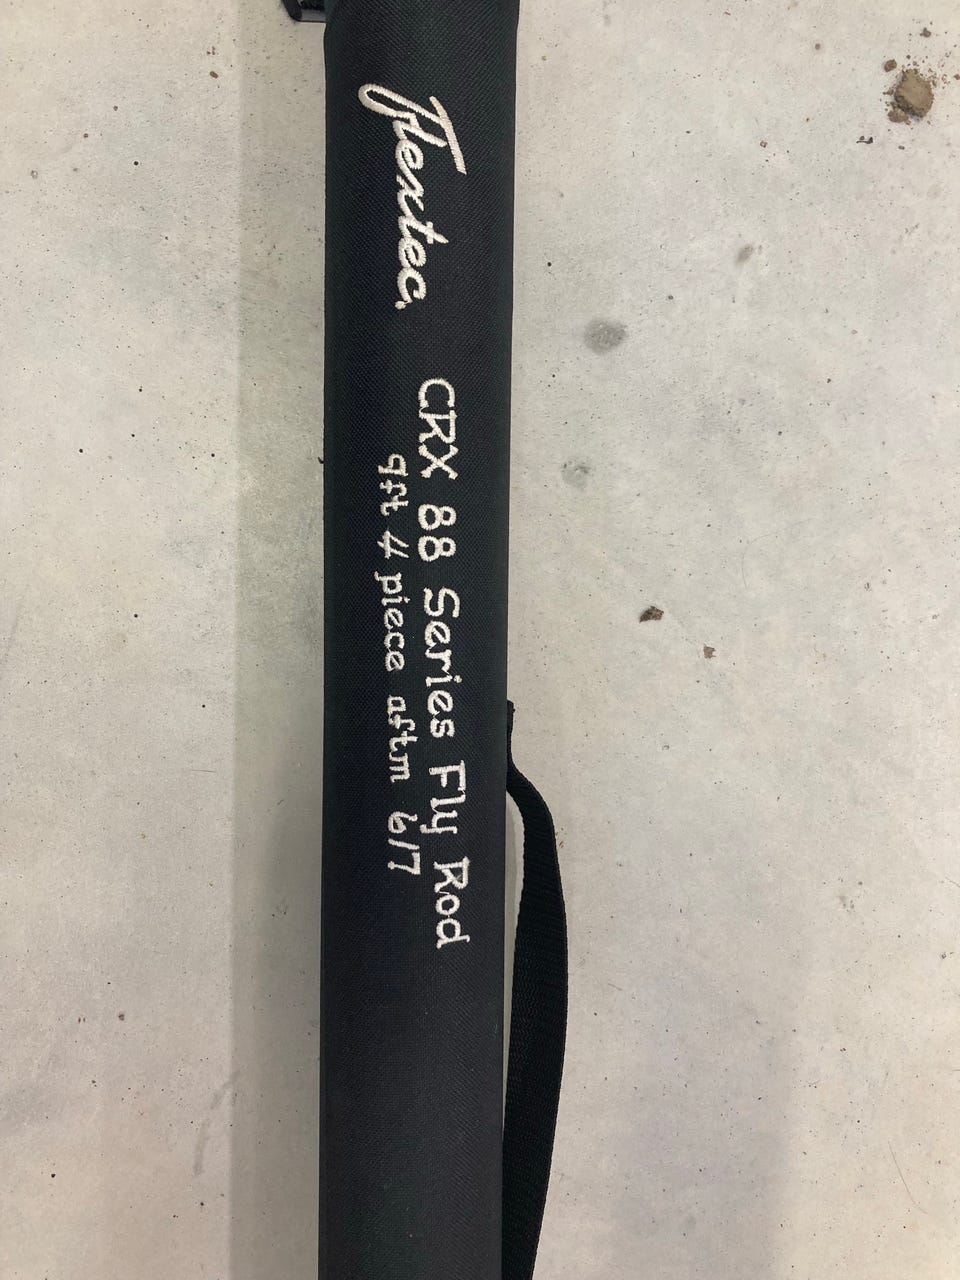 Flextec
CRX 88 Series Fly Rod
9ft 4 piece aftm 6/7